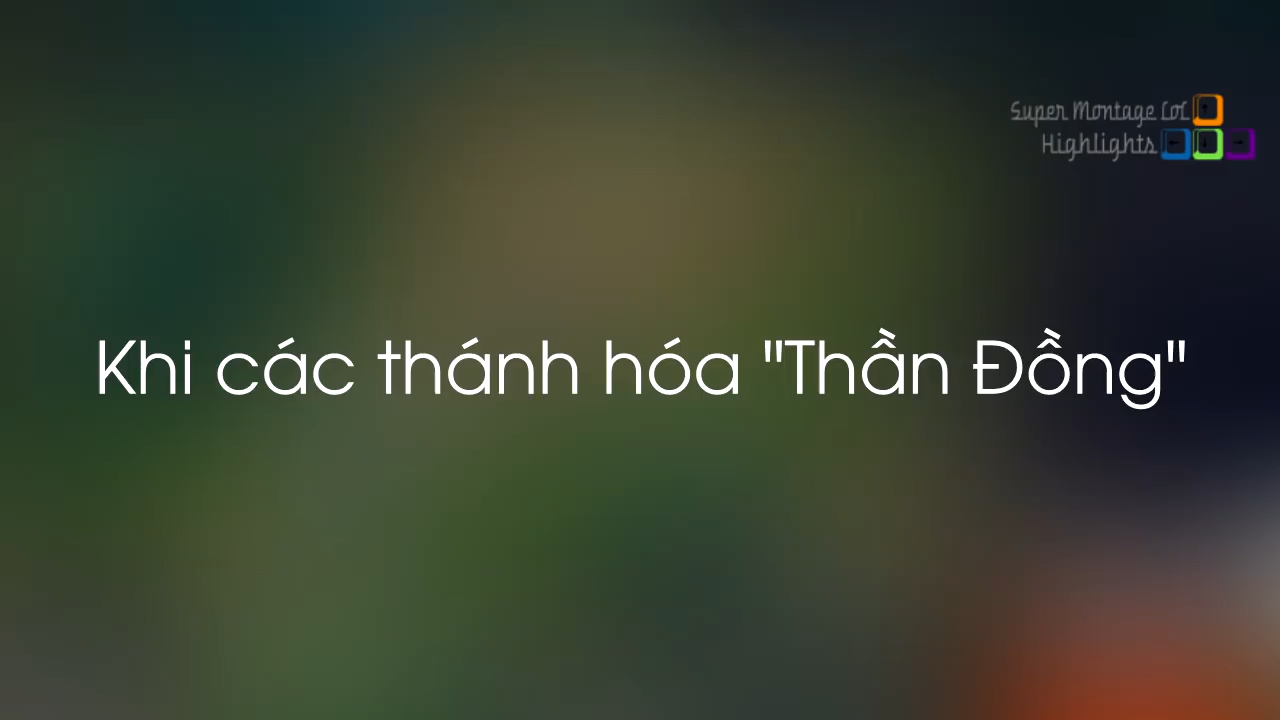 Super Montage LoL
Highlights
Khi các thánh hóa "Thần Đồng"